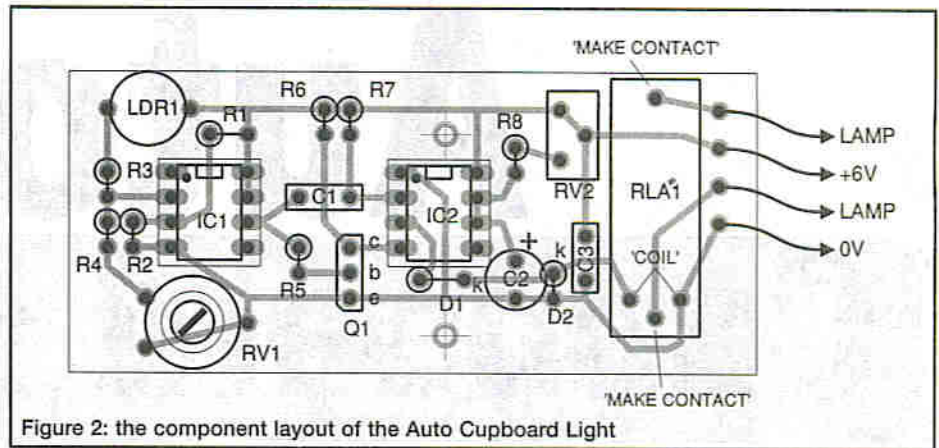 'MAKE CONTACT'
R6
R7
LDR1
R1
R8
LAMP
+6V
R3
IC1
C1
IC2
RV2
RLA1
LAMP
0V
R4
R2
R5
c
b
e
Q1
+
k
C2
D1
k
C3
D2
'COIL'
RV1
'MAKE CONTACT'
Figure 2: the component layout of the Auto Cupboard Light